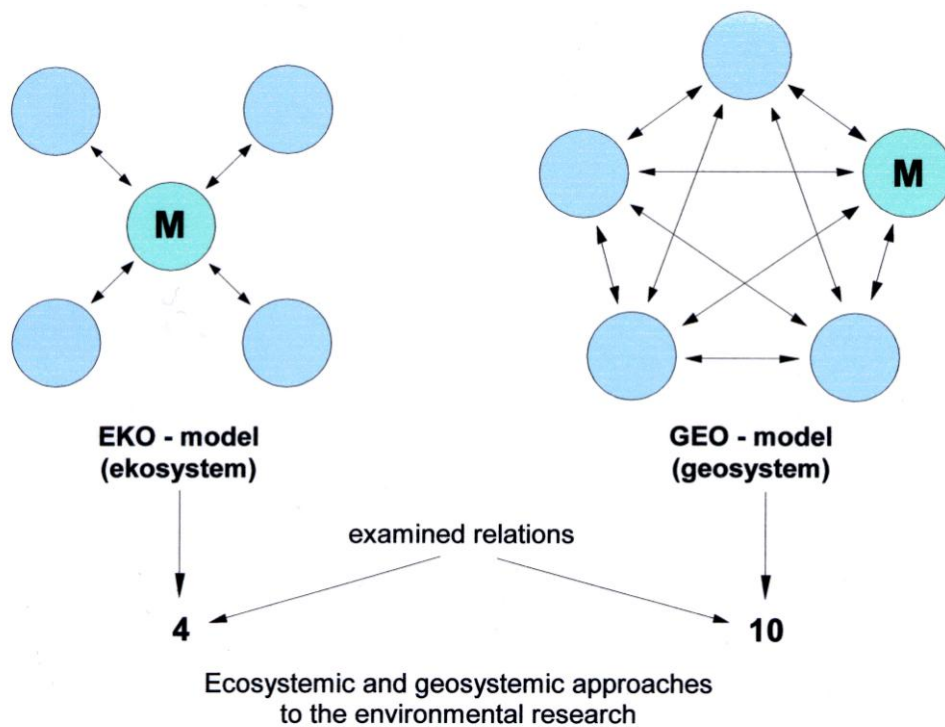 M
M
EKO - model
(ekosystem)
GEO - model
(geosystem)
examined relations
4
10
Ecosystemic and geosystemic approaches
to the environmental research